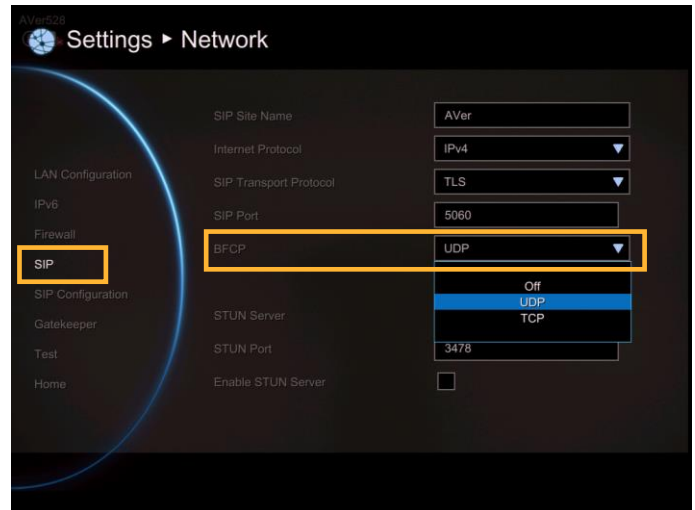 AVer528
Settings ▸ Network
SIP Site Name AVer
Internet Protocol IPv4
LAN Configuration
SIP Transport Protocol TLS
IPv6
SIP Port 5060
Firewall
BFCP UDP
SIP
Off
SIP Configuration
UDP
STUN Server TCP
Gatekeeper
STUN Port 3478
Test
Enable STUN Server
Home